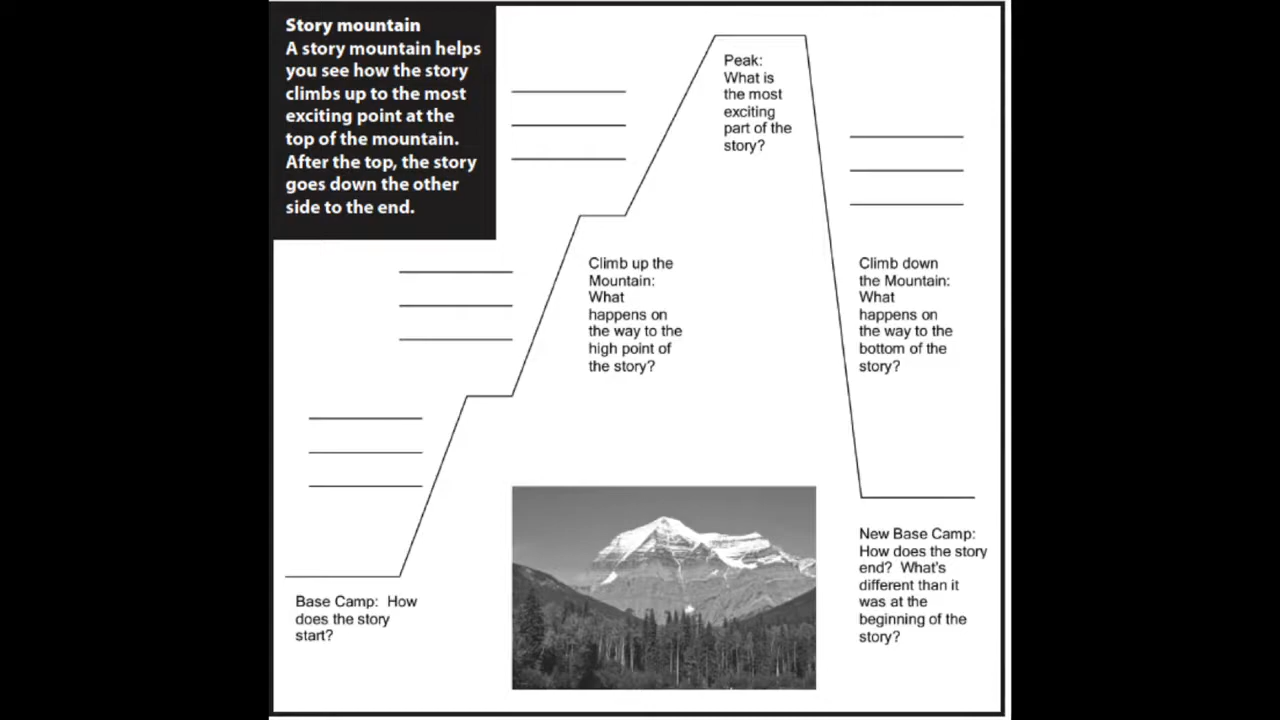 Story mountain
A story mountain helps
you see how the story
climbs up to the most
exciting point at the
top of the mountain.
After the top, the story
goes down the other
side to the end.
Peak:
What is
the most
exciting
part of the
story?
Climb up the
Mountain:
What
happens on
the way to the
high point of
the story?
Climb down
the Mountain:
What
happens on
the way to the
bottom of the
story?
Base Camp:  How
does the story
start?
New Base Camp:
How does the story
end?  What's
different than it
was at the
beginning of the
story?